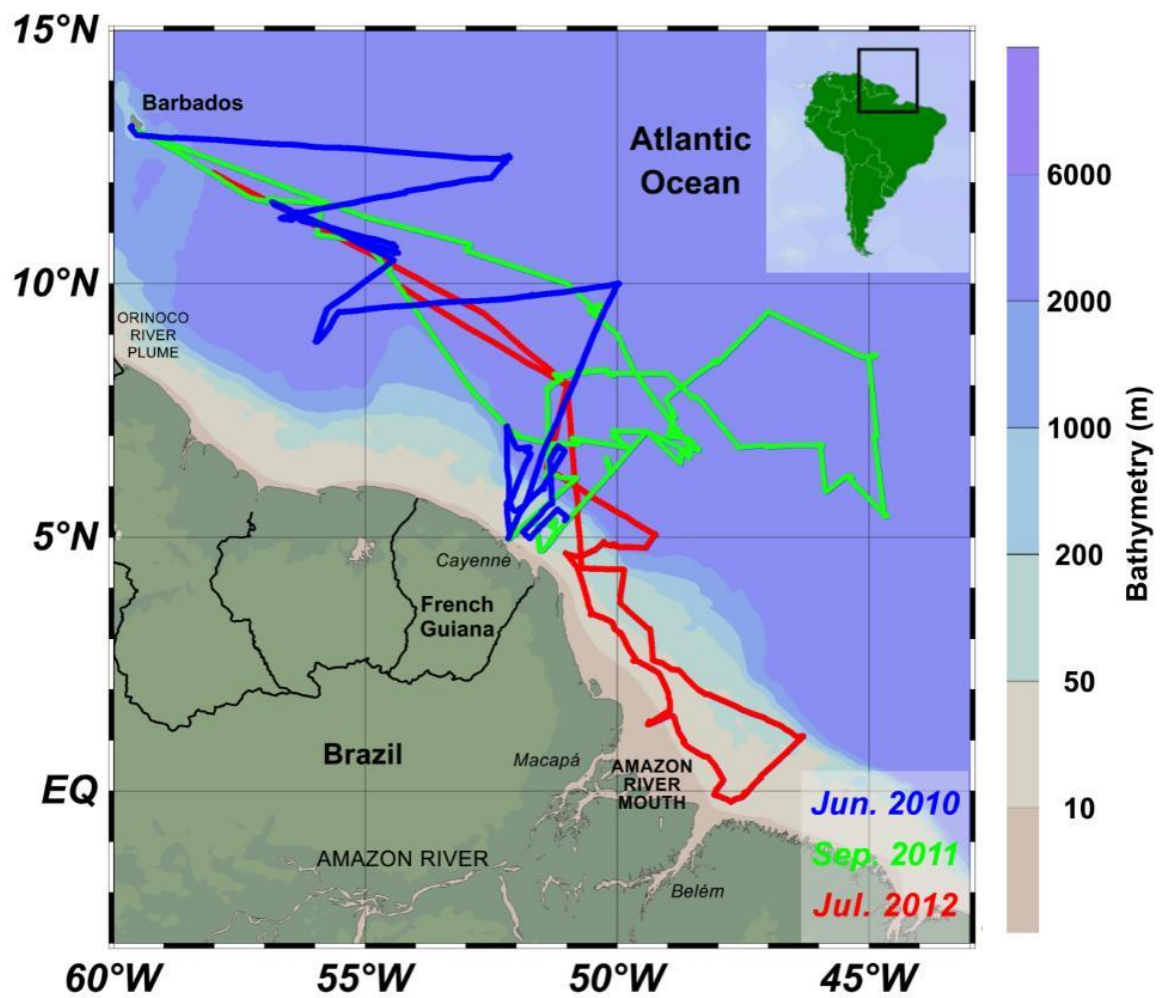 15°N
10°N
5°N
EQ
60°W
55°W
50°W
45°W
Barbados
Atlantic
Ocean
ORINOCO
RIVER
PLUME
Cayenne
French
Guiana
Brazil
Macapá
AMAZON
RIVER
MOUTH
AMAZON RIVER
Belém
Jun. 2010
Sep. 2011
Jul. 2012
6000
2000
1000
200
50
10
Bathymetry (m)